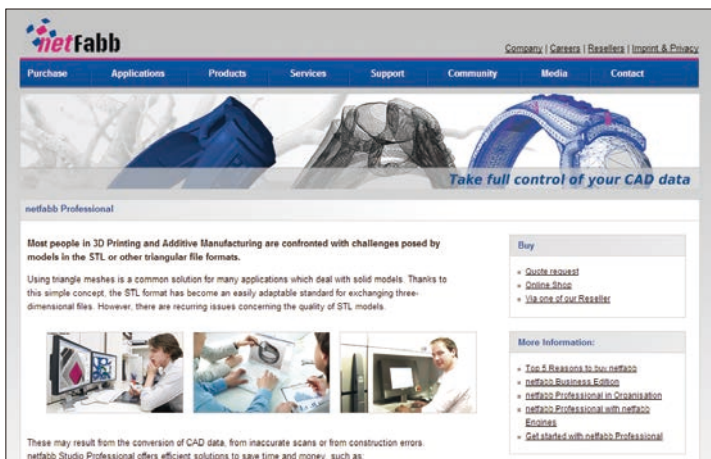 netfabb
Company | Careers | Resellers | Imprint & Privacy
Purchase Applications Products Services Support Community Media Contact
Take full control of your CAD data
netfabb Professional
Most people in 3D Printing and Additive Manufacturing are confronted with challenges posed by
models in the STL or other triangular file formats.
Using triangle meshes is a common solution for many applications which deal with solid models. Thanks to
this simple concept, the STL format has become an easily adaptable standard for exchanging three-
dimensional files. However, there are recurring issues concerning the quality of STL models.
These may result from the conversion of CAD data, from inaccurate scans or from construction errors.
netfabb Studio Professional offers efficient solutions to save time and money, such as:
Buy
Quote request
Online Shop
Via one of our Reseller
More Information:
Top 5 Reasons to buy netfabb
netfabb Business Edition
netfabb Professional in Organisation
netfabb Professional with netfabb
Engines
Get started with netfabb Professional